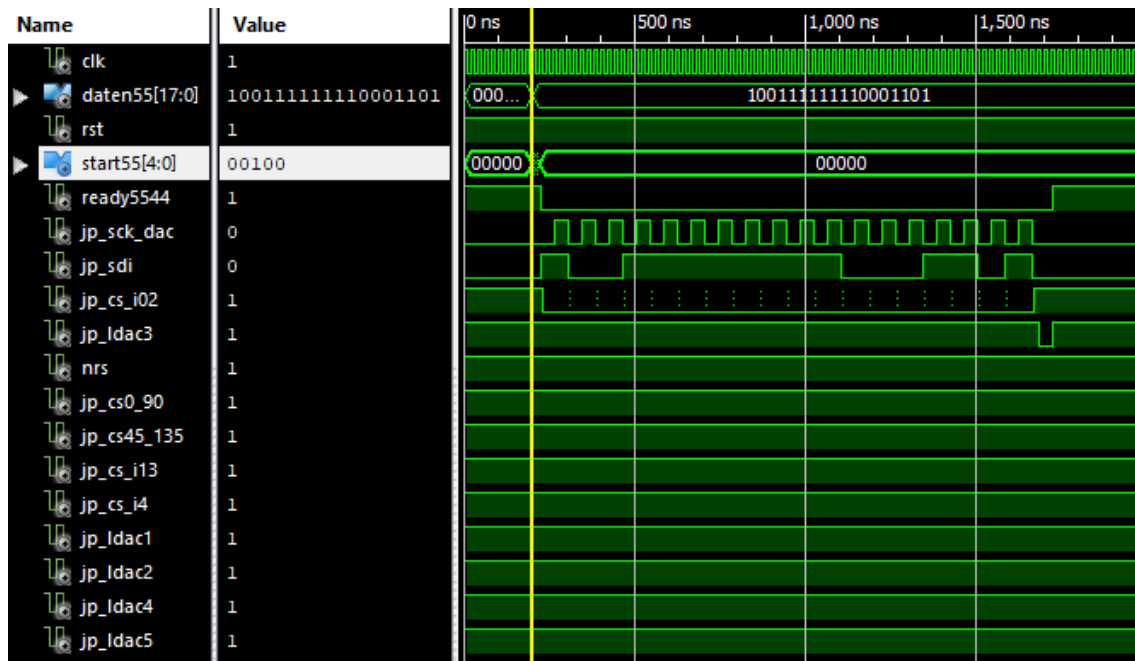 Name Value 0 ns 500 ns 1,000 ns 1,500 ns
clk 1
daten55[17:0] 100111111110001101 000... 100111111110001101
rst 1
start55[4:0] 00100 00000 00000
ready5544 1
jp_sck_dac 0
jp_sdi 0
jp_cs_i02 1
jp_ldac3 1
nrs 1
jp_cs0_90 1
jp_cs45_135 1
jp_cs_i13 1
jp_cs_i4 1
jp_ldac1 1
jp_ldac2 1
jp_ldac4 1
jp_ldac5 1